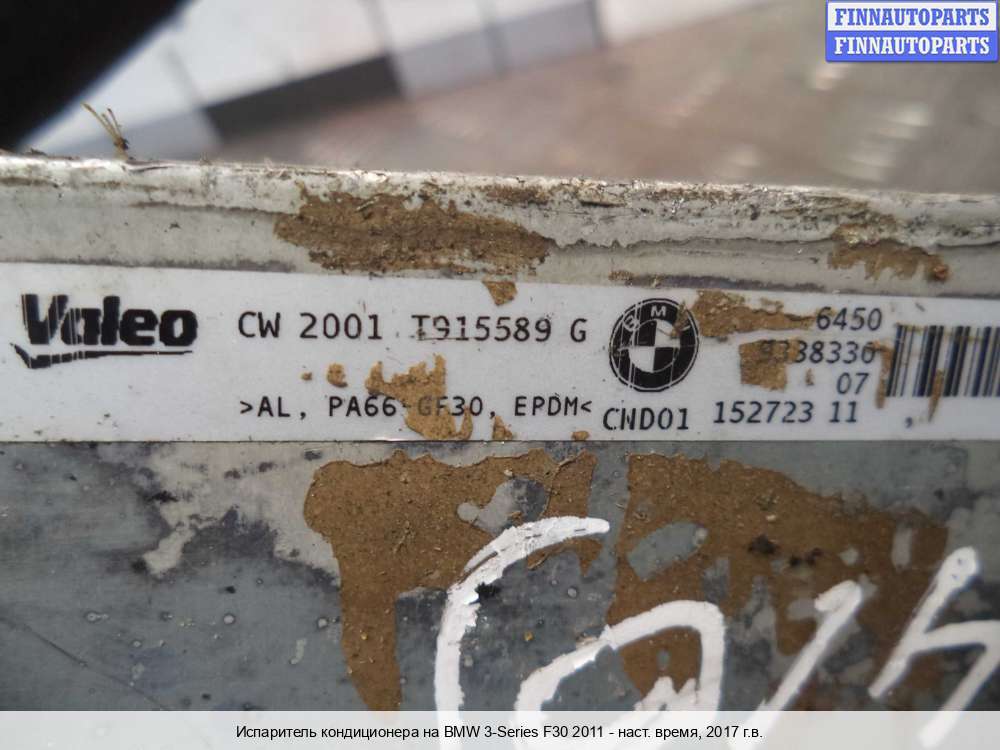 FINNAUTOPARTS
FINNAUTOPARTS
Valeo CW 2001 T915589 G
>AL, PA66-GF30, EPDM<
BMW
CWD01
6450
9338330
07
152723 11
Испаритель кондиционера на BMW 3-Series F30 2011 - наст. время, 2017 г.в.